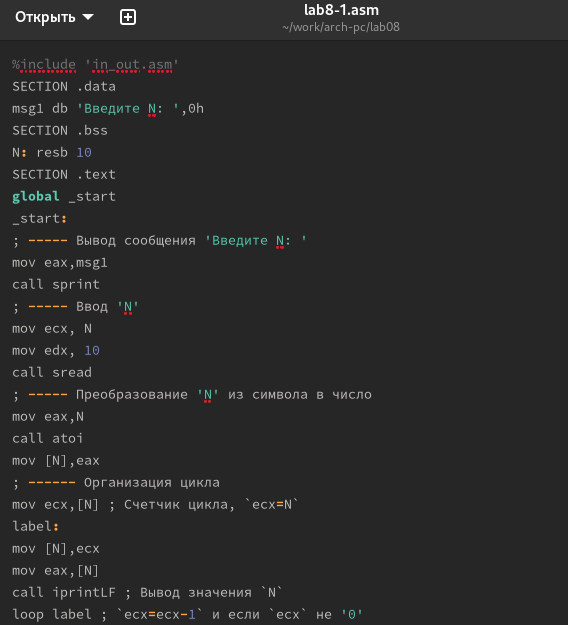 Открыть
lab8-1.asm
~/work/arch-pc/lab08
%include 'in_out.asm'
SECTION .data
msg1 db 'Введите N: ',0h
SECTION .bss
N: resb 10
SECTION .text
global _start
_start:
; ----- Вывод сообщения 'Введите N: '
mov eax,msg1
call sprint
; ----- Ввод 'N'
mov ecx, N
mov edx, 10
call sread
; ----- Преобразование 'N' из символа в число
mov eax,N
call atoi
mov [N],eax
; ------ Организация цикла
mov ecx,[N] ; Счетчик цикла, `ecx=N`
label:
mov [N],ecx
mov eax,[N]
call iprintLF ; Вывод значения `N`
loop label ; `ecx=ecx-1` и если `ecx` не '0'